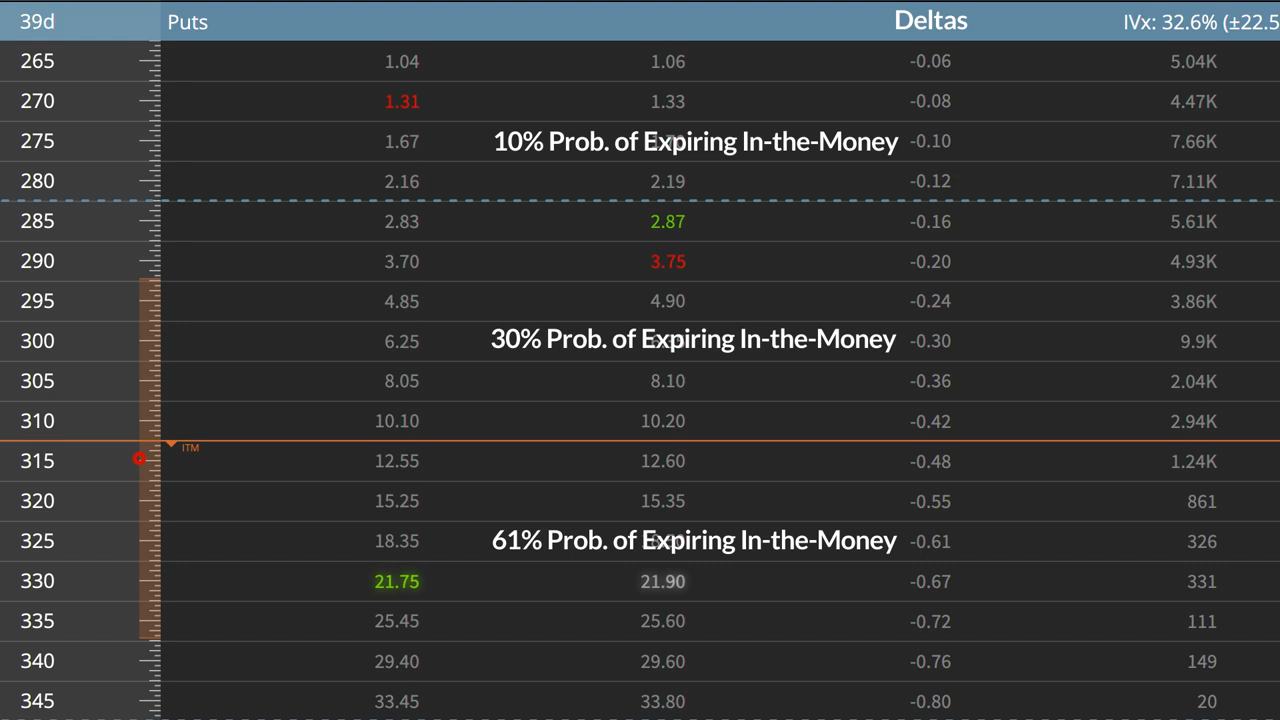 39d Puts Deltas IVx: 32.6% (±22.5
265 1.04 1.06 -0.06 5.04K
270 1.31 1.33 -0.08 4.47K
275 1.67 10% Prob. of Expiring In-the-Money -0.10 7.66K
280 2.16 2.19 -0.12 7.11K
285 2.83 2.87 -0.16 5.61K
290 3.70 3.75 -0.20 4.93K
295 4.85 4.90 -0.24 3.86K
300 6.25 30% Prob. of Expiring In-the-Money -0.30 9.9K
305 8.05 8.10 -0.36 2.04K
310 10.10 10.20 -0.42 2.94K
ITM
315 12.55 12.60 -0.48 1.24K
320 15.25 15.35 -0.55 861
325 18.35 61% Prob. of Expiring In-the-Money -0.61 326
330 21.75 21.90 -0.67 331
335 25.45 25.60 -0.72 111
340 29.40 29.60 -0.76 149
345 33.45 33.80 -0.80 20